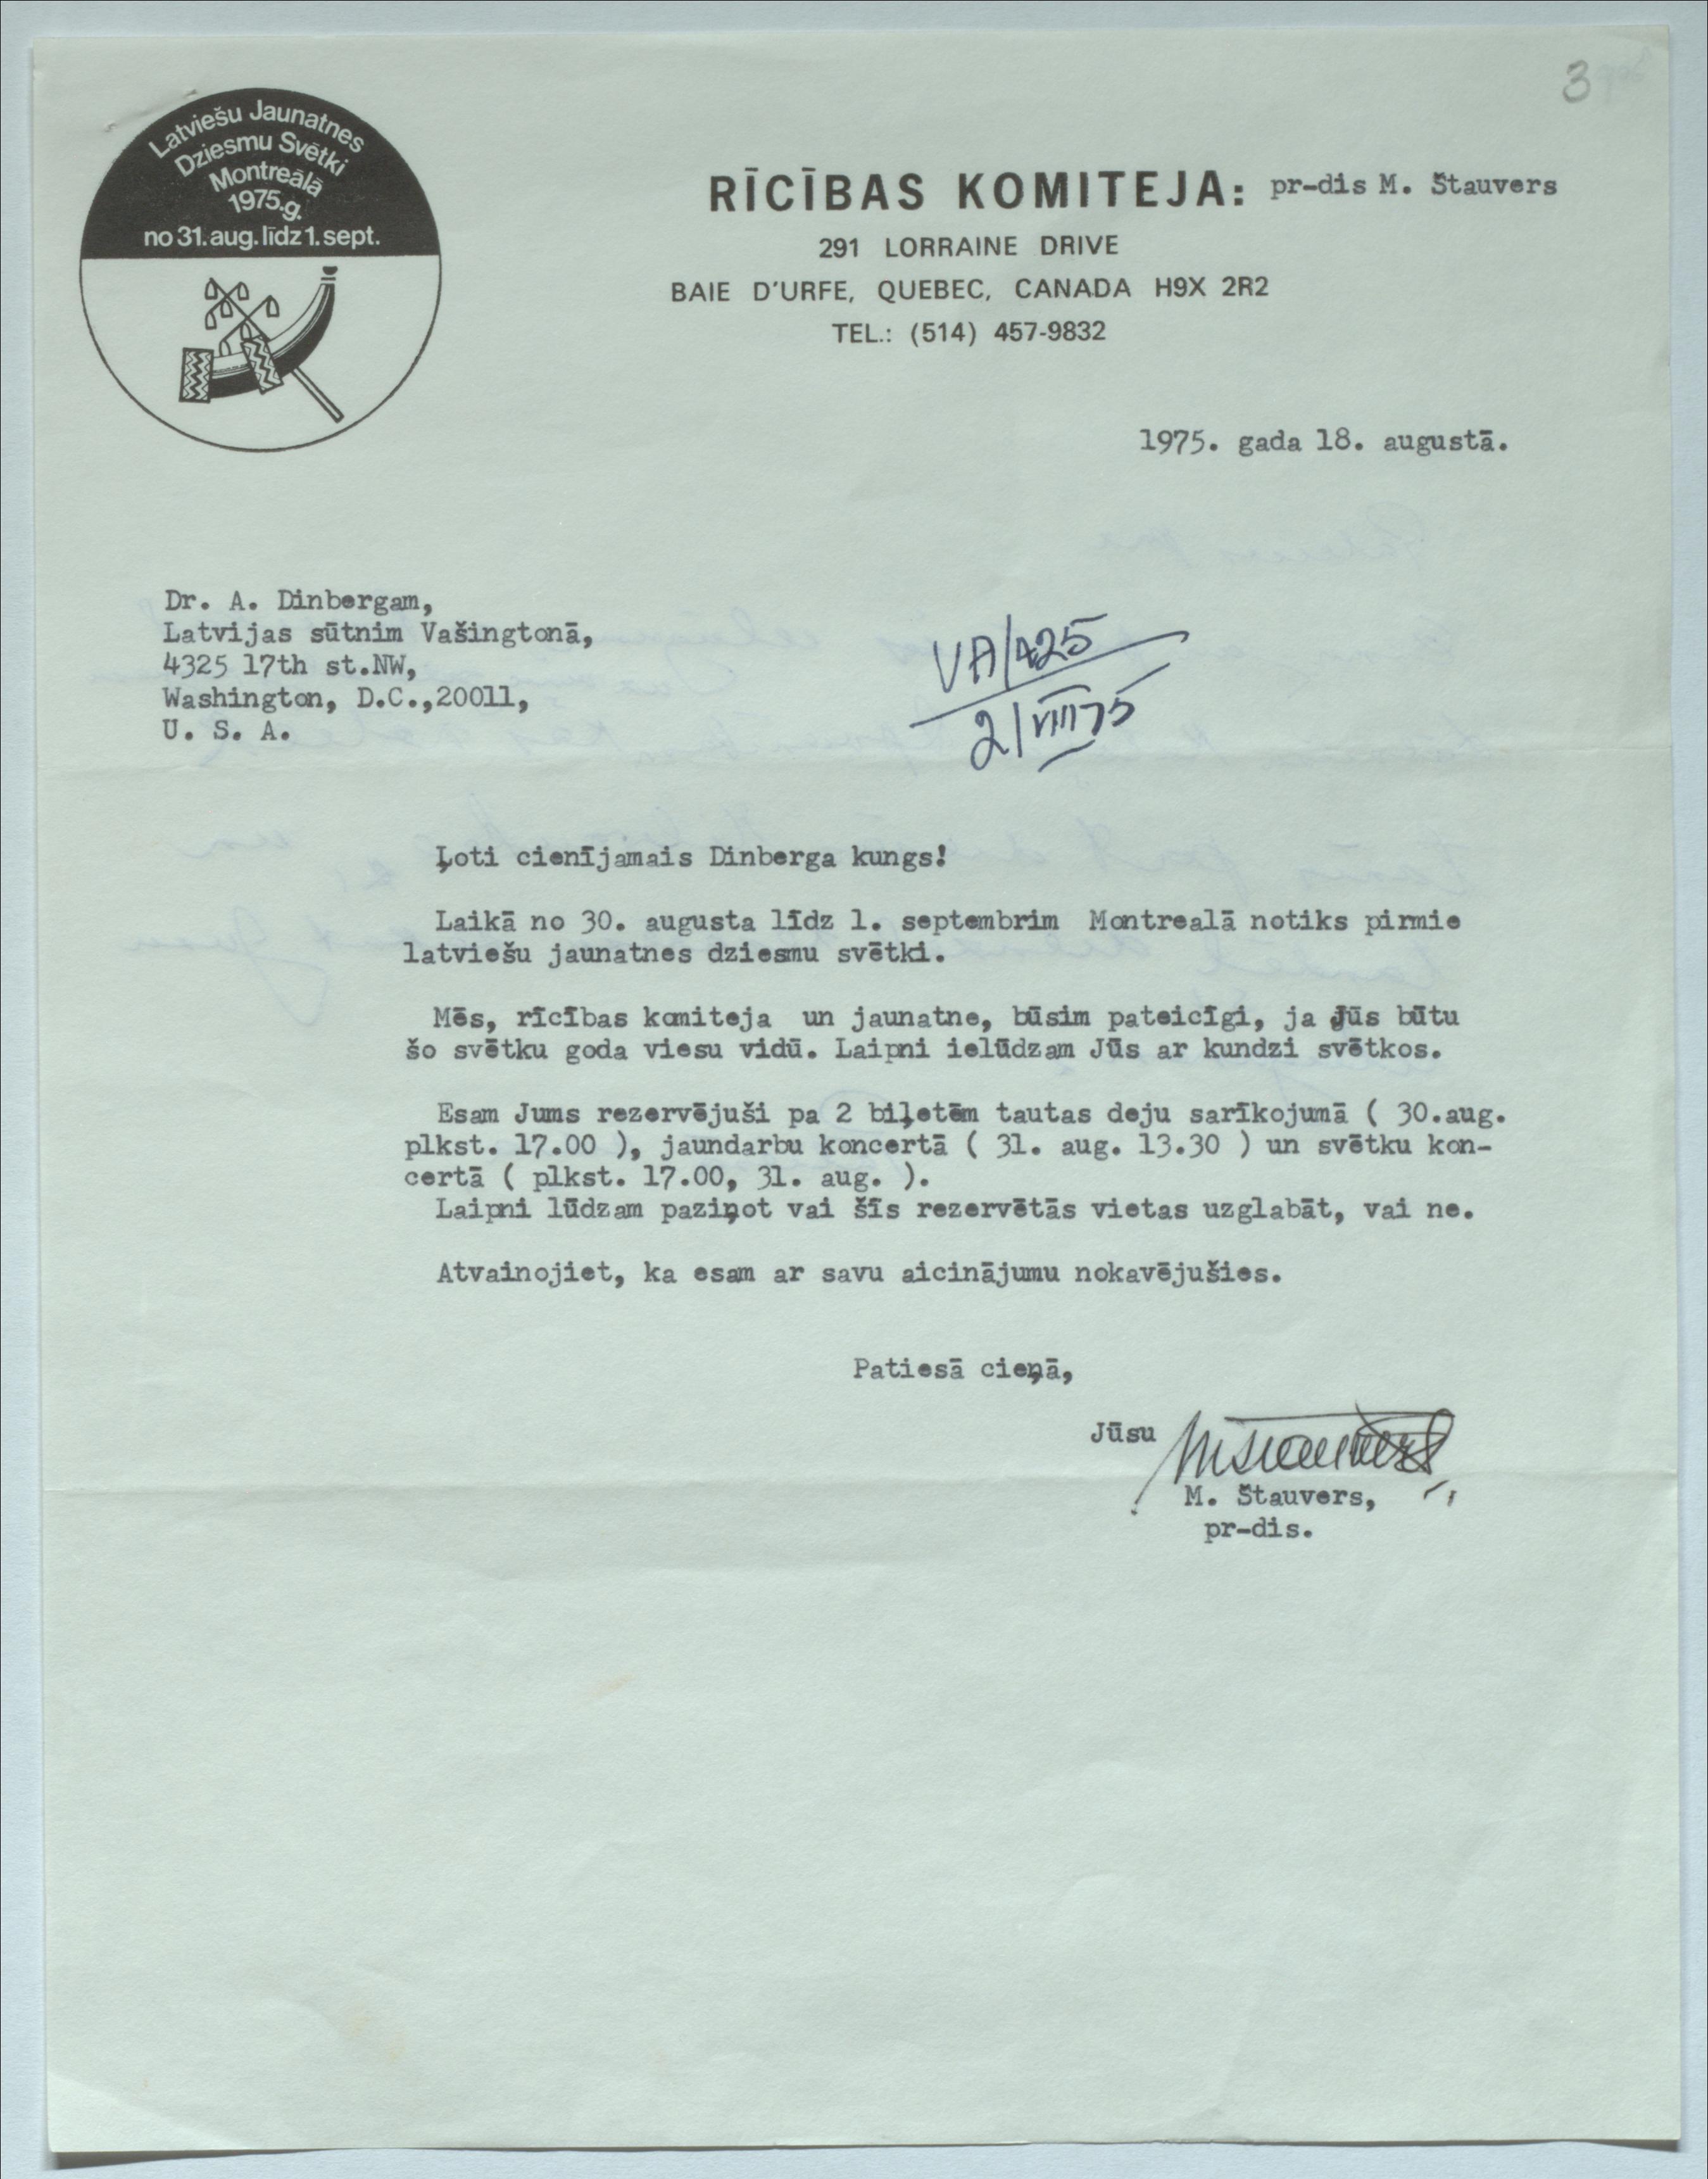 3
Latviešu Jaunatnes
Dziesmu Svētki
Montreālā
1975.g.
no 31.aug.līdz 1.sept.
RĪCĪBAS KOMITEJA: pr-dis M. Štauvers
291 LORRAINE DRIVE
BAIE D'URFE, QUEBEC, CANADA H9X 2R2
TEL.: (514) 457-9832
1975. gada 18. augustā.
Dr. A. Dinbergam,
Latvijas sūtnim Vašingtonā,
4325 17th st.NW,
Washington, D.C.,20011,
U. S. A.
VA/425
2/VIII75
Ļoti cienījamais Dinberga kungs!
Laikā no 30. augusta līdz 1. septembrim Montrealā notiks pirmie
latviešu jaunatnes dziesmu svētki.
Mēs, rīcības komiteja un jaunatne, būsim pateicīgi, ja Jūs būtu
šo svētku goda viesu vidū. Laipni ielūdzam Jūs ar kundzi svētkos.
Esam Jums rezervējuši pa 2 biļetēm tautas deju sarīkojumā ( 30.aug.
plkst. 17.00 ), jaundarbu koncertā ( 31. aug. 13.30 ) un svētku kon-
certā ( plkst. 17.00, 31. aug. ).
Laipni lūdzam paziņot vai šīs rezervētās vietas uzglabāt, vai ne.
Atvainojiet, ka esam ar savu aicinājumu nokavējušies.
Patiesā cieņā,
Jūsu
M. Štauvers,
pr-dis.